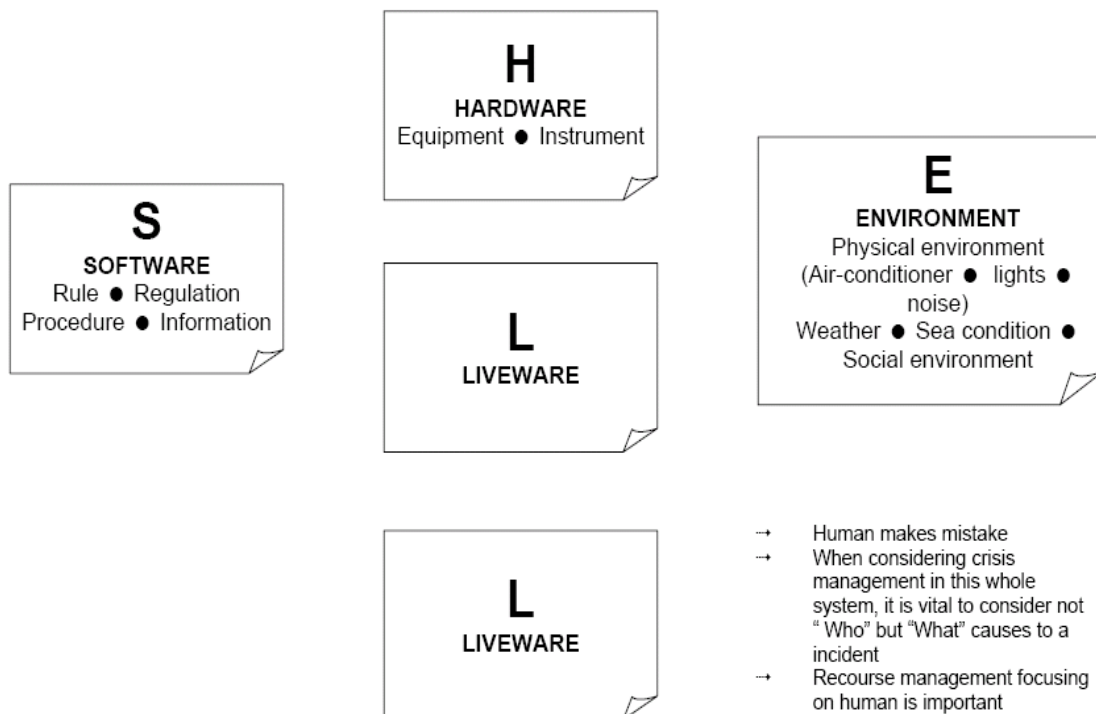 H
HARDWARE
Equipment ● Instrument
S
SOFTWARE
Rule ● Regulation
Procedure ● Information
E
ENVIRONMENT
Physical environment
(Air-conditioner ● lights ●
noise)
Weather ● Sea condition ●
Social environment
L
LIVEWARE
L
LIVEWARE
⇢ Human makes mistake
⇢ When considering crisis
management in this whole
system, it is vital to consider not
“ Who” but “What” causes to a
incident
⇢ Recourse management focusing
on human is important